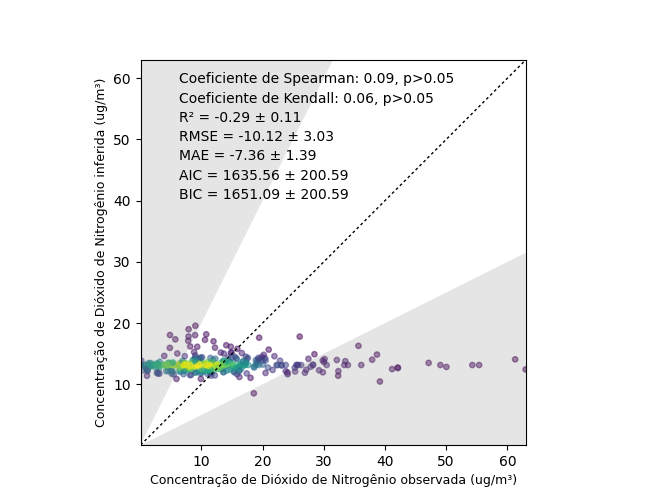 Coeficiente de Spearman: 0.09, p>0.05
Coeficiente de Kendall: 0.06, p>0.05
R² = -0.29 ± 0.11
RMSE = -10.12 ± 3.03
MAE = -7.36 ± 1.39
AIC = 1635.56 ± 200.59
BIC = 1651.09 ± 200.59
Concentração de Dióxido de Nitrogênio inferida (ug/m³)
60
50
40
30
20
10
10 20 30 40 50 60
Concentração de Dióxido de Nitrogênio observada (ug/m³)